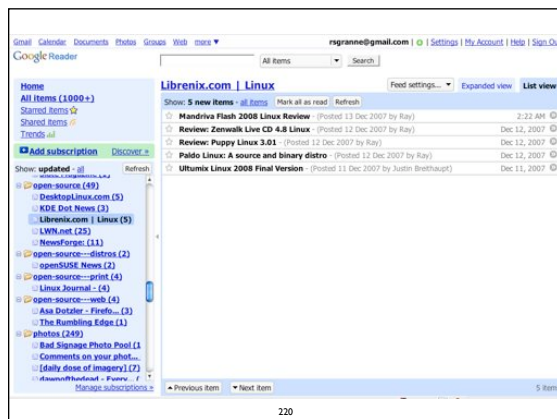 Gmail Calendar Documents Photos Groups Web more ▼
rsgranne@gmail.com | Settings | My Account | Help | Sign Ou
Google Reader
All items
Search
Home
All items (1000+)
Starred items
Shared items
Trends
Add subscription Discover »
Show: updated - all Refresh
open-source (49)
DesktopLinux.com (5)
KDE Dot News (3)
Librenix.com | Linux (5)
LWN.net (25)
NewsForge: (11)
open-source---distros (2)
openSUSE News (2)
open-source---print (4)
Linux Journal - (4)
open-source---web (4)
Asa Dotzler - Firefo... (3)
The Rumbling Edge (1)
photos (249)
Bad Signage Photo Pool (1
Comments on your phot...
[daily dose of imagery] (7)
dawnofthedead - Every... (
Manage subscriptions »
Librenix.com | Linux
Feed settings... Expanded view List view
Show: 5 new items - all items Mark all as read Refresh
Mandriva Flash 2008 Linux Review - (Posted 13 Dec 2007 by Ray) 2:22 AM
Review: Zenwalk Live CD 4.8 Linux - (Posted 12 Dec 2007 by Ray) Dec 12, 2007
Review: Puppy Linux 3.01 - (Posted 12 Dec 2007 by Ray) Dec 12, 2007
Paldo Linux: A source and binary distro - (Posted 12 Dec 2007 by Ray) Dec 12, 2007
Ultumix Linux 2008 Final Version - (Posted 11 Dec 2007 by Justin Breithaupt) Dec 11, 2007
Previous item Next item 5 item
220